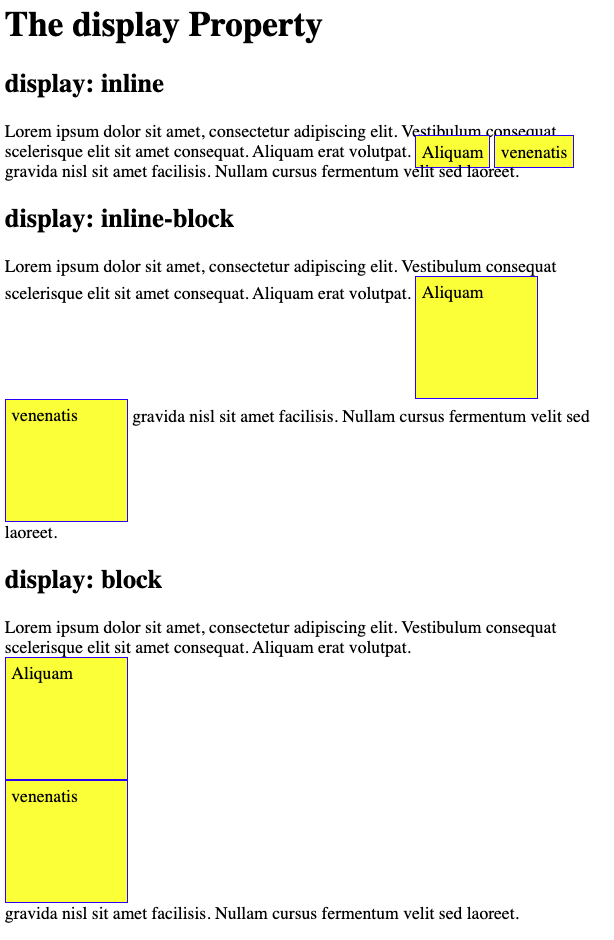 The display Property
display: inline
Lorem ipsum dolor sit amet, consectetur adipiscing elit. Vestibulum consequat
scelerisque elit sit amet consequat. Aliquam erat volutpat. Aliquam venenatis
gravida nisl sit amet facilisis. Nullam cursus fermentum velit sed laoreet.
display: inline-block
Lorem ipsum dolor sit amet, consectetur adipiscing elit. Vestibulum consequat
scelerisque elit sit amet consequat. Aliquam erat volutpat. Aliquam
venenatis gravida nisl sit amet facilisis. Nullam cursus fermentum velit sed
laoreet.
display: block
Lorem ipsum dolor sit amet, consectetur adipiscing elit. Vestibulum consequat
scelerisque elit sit amet consequat. Aliquam erat volutpat.
Aliquam
venenatis
gravida nisl sit amet facilisis. Nullam cursus fermentum velit sed laoreet.